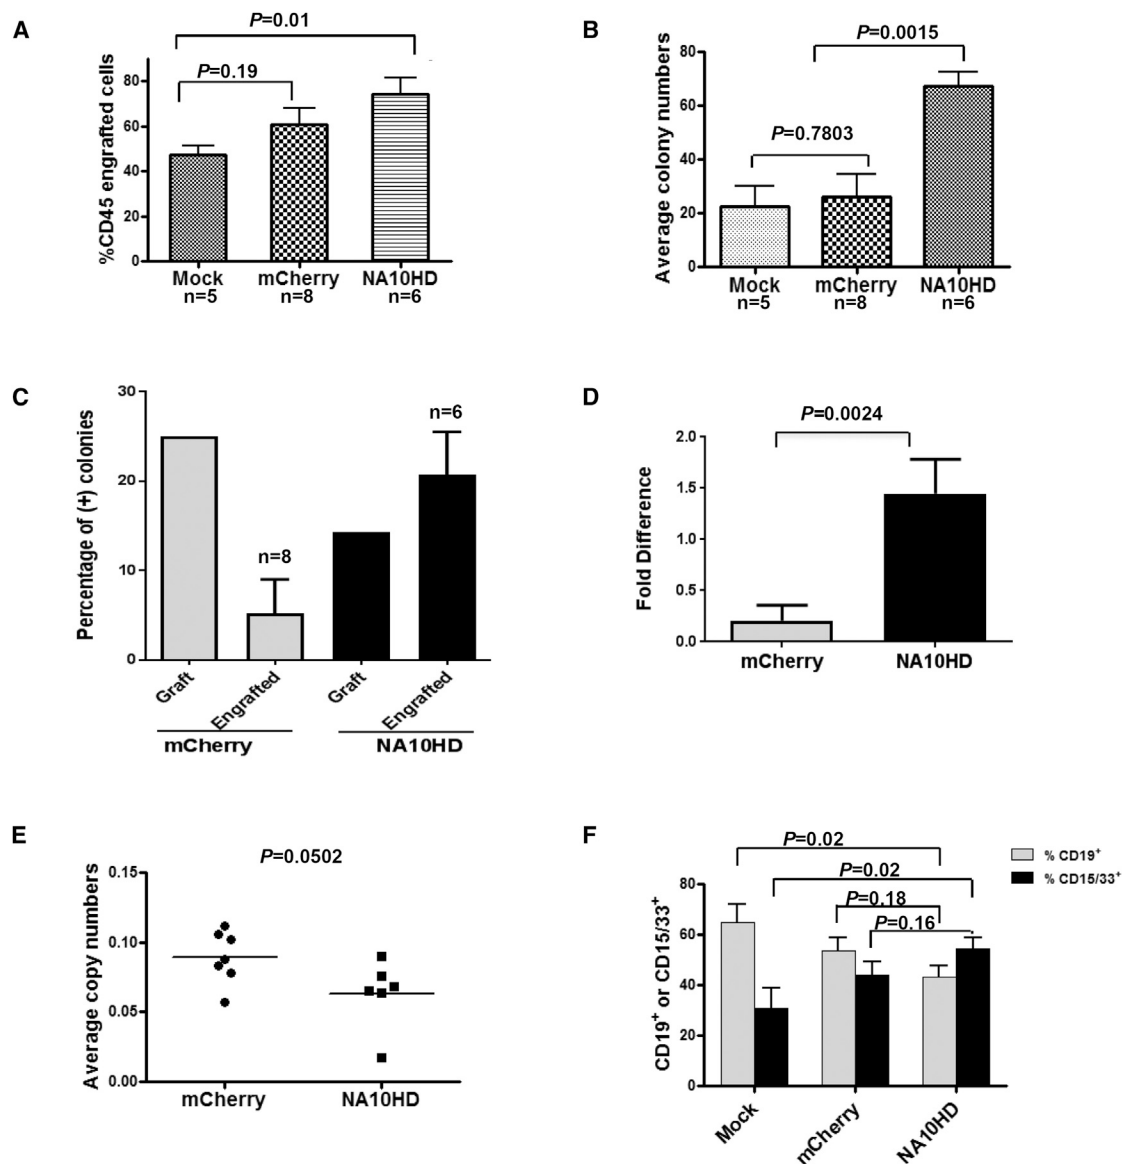 A
P=0.01
P=0.19
%CD45 engrafted cells
80
60
40
20
0
Mock mCherry NA10HD
n=5 n=8 n=6
B
P=0.0015
P=0.7803
Average colony numbers
80
60
40
20
0
Mock mCherry NA10HD
n=5 n=8 n=6
C
Percentage of (+) colonies
30
20
10
0
n=8
n=6
Graft Engrafted Graft Engrafted
mCherry NA10HD
D
P=0.0024
Fold Difference
2.0
1.5
1.0
0.5
0.0
mCherry NA10HD
E
P=0.0502
Average copy numbers
0.15
0.10
0.05
0.00
mCherry NA10HD
F
P=0.02
P=0.02
P=0.18
P=0.16
% CD19⁺
% CD15/33⁺
CD19⁺ or CD15/33⁺
80
60
40
20
0
Mock mCherry NA10HD